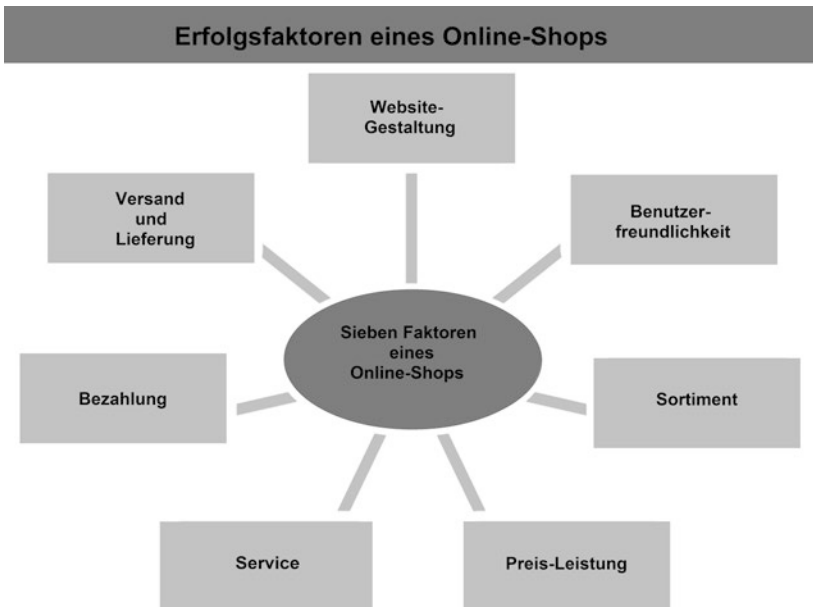 Erfolgsfaktoren eines Online-Shops
Website-
Gestaltung
Benutzer-
freundlichkeit
Sortiment
Preis-Leistung
Service
Bezahlung
Versand
und
Lieferung
Sieben Faktoren
eines
Online-Shops